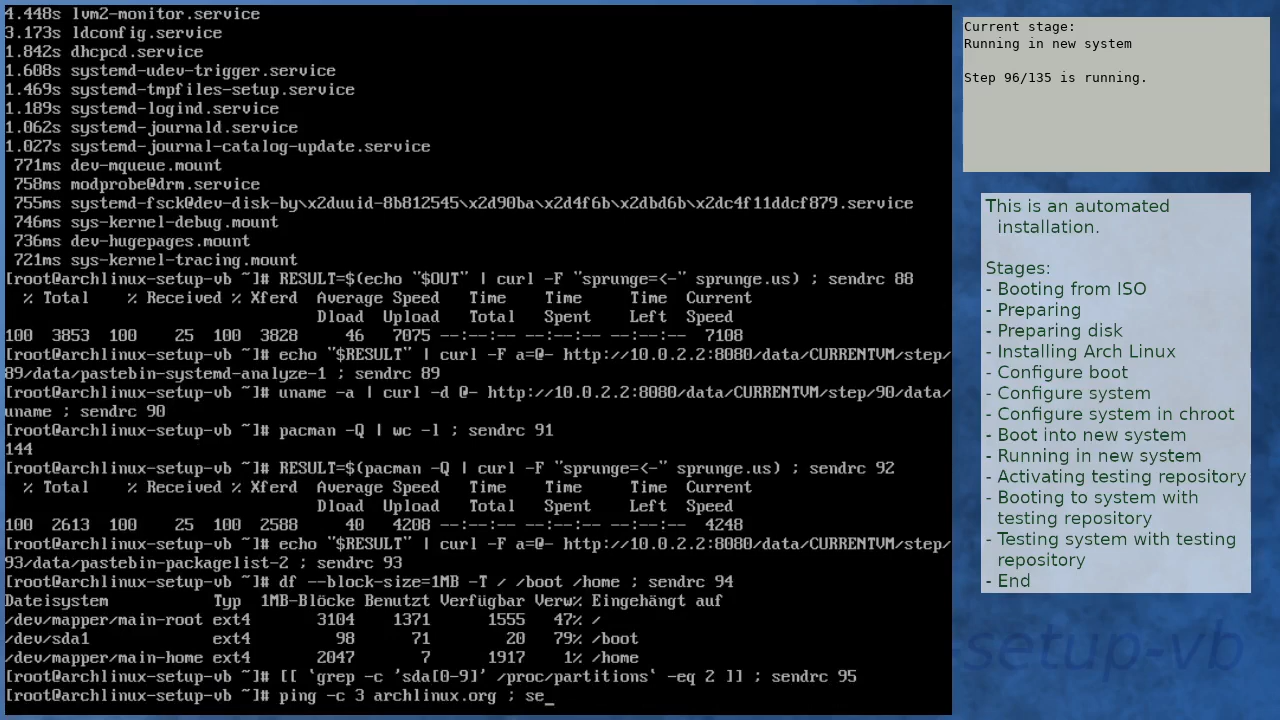 4.448s lvm2-monitor.service
3.173s ldconfig.service
1.842s dhcpcd.service
1.608s systemd-udev-trigger.service
1.469s systemd-tmpfiles-setup.service
1.189s systemd-logind.service
1.062s systemd-journald.service
1.027s systemd-journal-catalog-update.service
771ms dev-mqueue.mount
758ms modprobe@drm.service
755ms systemd-fsck@dev-disk-by\x2duuid-8b812545\x2d90ba\x2d4f6b\x2dbd6b\x2dc4f11ddcf879.service
746ms sys-kernel-debug.mount
736ms dev-hugepages.mount
721ms sys-kernel-tracing.mount
[root@archlinux-setup-vb ~]# RESULT=$(echo "$OUT" | curl -F "sprunge=<-" sprunge.us) ; sendrc 88
  % Total    % Received % Xferd  Average Speed   Time    Time     Time  Current
                                 Dload  Upload   Total   Spent    Left  Speed
100  3853  100    25  100  3828     46   7075 --:--:-- --:--:-- --:--:--  7108
[root@archlinux-setup-vb ~]# echo "$RESULT" | curl -F a=@- http://10.0.2.2:8080/data/CURRENTVM/step/
89/data/pastebin-systemd-analyze-1 ; sendrc 89
[root@archlinux-setup-vb ~]# uname -a | curl -d @- http://10.0.2.2:8080/data/CURRENTVM/step/90/data/
uname ; sendrc 90
[root@archlinux-setup-vb ~]# pacman -Q | wc -l ; sendrc 91
144
[root@archlinux-setup-vb ~]# RESULT=$(pacman -Q | curl -F "sprunge=<-" sprunge.us) ; sendrc 92
  % Total    % Received % Xferd  Average Speed   Time    Time     Time  Current
                                 Dload  Upload   Total   Spent    Left  Speed
100  2613  100    25  100  2588     40   4208 --:--:-- --:--:-- --:--:--  4248
[root@archlinux-setup-vb ~]# echo "$RESULT" | curl -F a=@- http://10.0.2.2:8080/data/CURRENTVM/step/
93/data/pastebin-packagelist-2 ; sendrc 93
[root@archlinux-setup-vb ~]# df --block-size=1MB -T / /boot /home ; sendrc 94
Dateisystem           Typ  1MB-Blöcke Benutzt Verfügbar Verw% Eingehängt auf
/dev/mapper/main-root ext4       3104    1371      1555   47% /
/dev/sda1             ext4         98      71        20   79% /boot
/dev/mapper/main-home ext4       2047       7      1917    1% /home
[root@archlinux-setup-vb ~]# [[ `grep -c 'sda[0-9]' /proc/partitions` -eq 2 ]] ; sendrc 95
[root@archlinux-setup-vb ~]# ping -c 3 archlinux.org ; se_
Current stage:
Running in new system
Step 96/135 is running.
This is an automated
installation.
Stages:
- Booting from ISO
- Preparing
- Preparing disk
- Installing Arch Linux
- Configure boot
- Configure system
- Configure system in chroot
- Boot into new system
- Running in new system
- Activating testing repository
- Booting to system with
testing repository
- Testing system with testing
repository
- End
-setup-vb